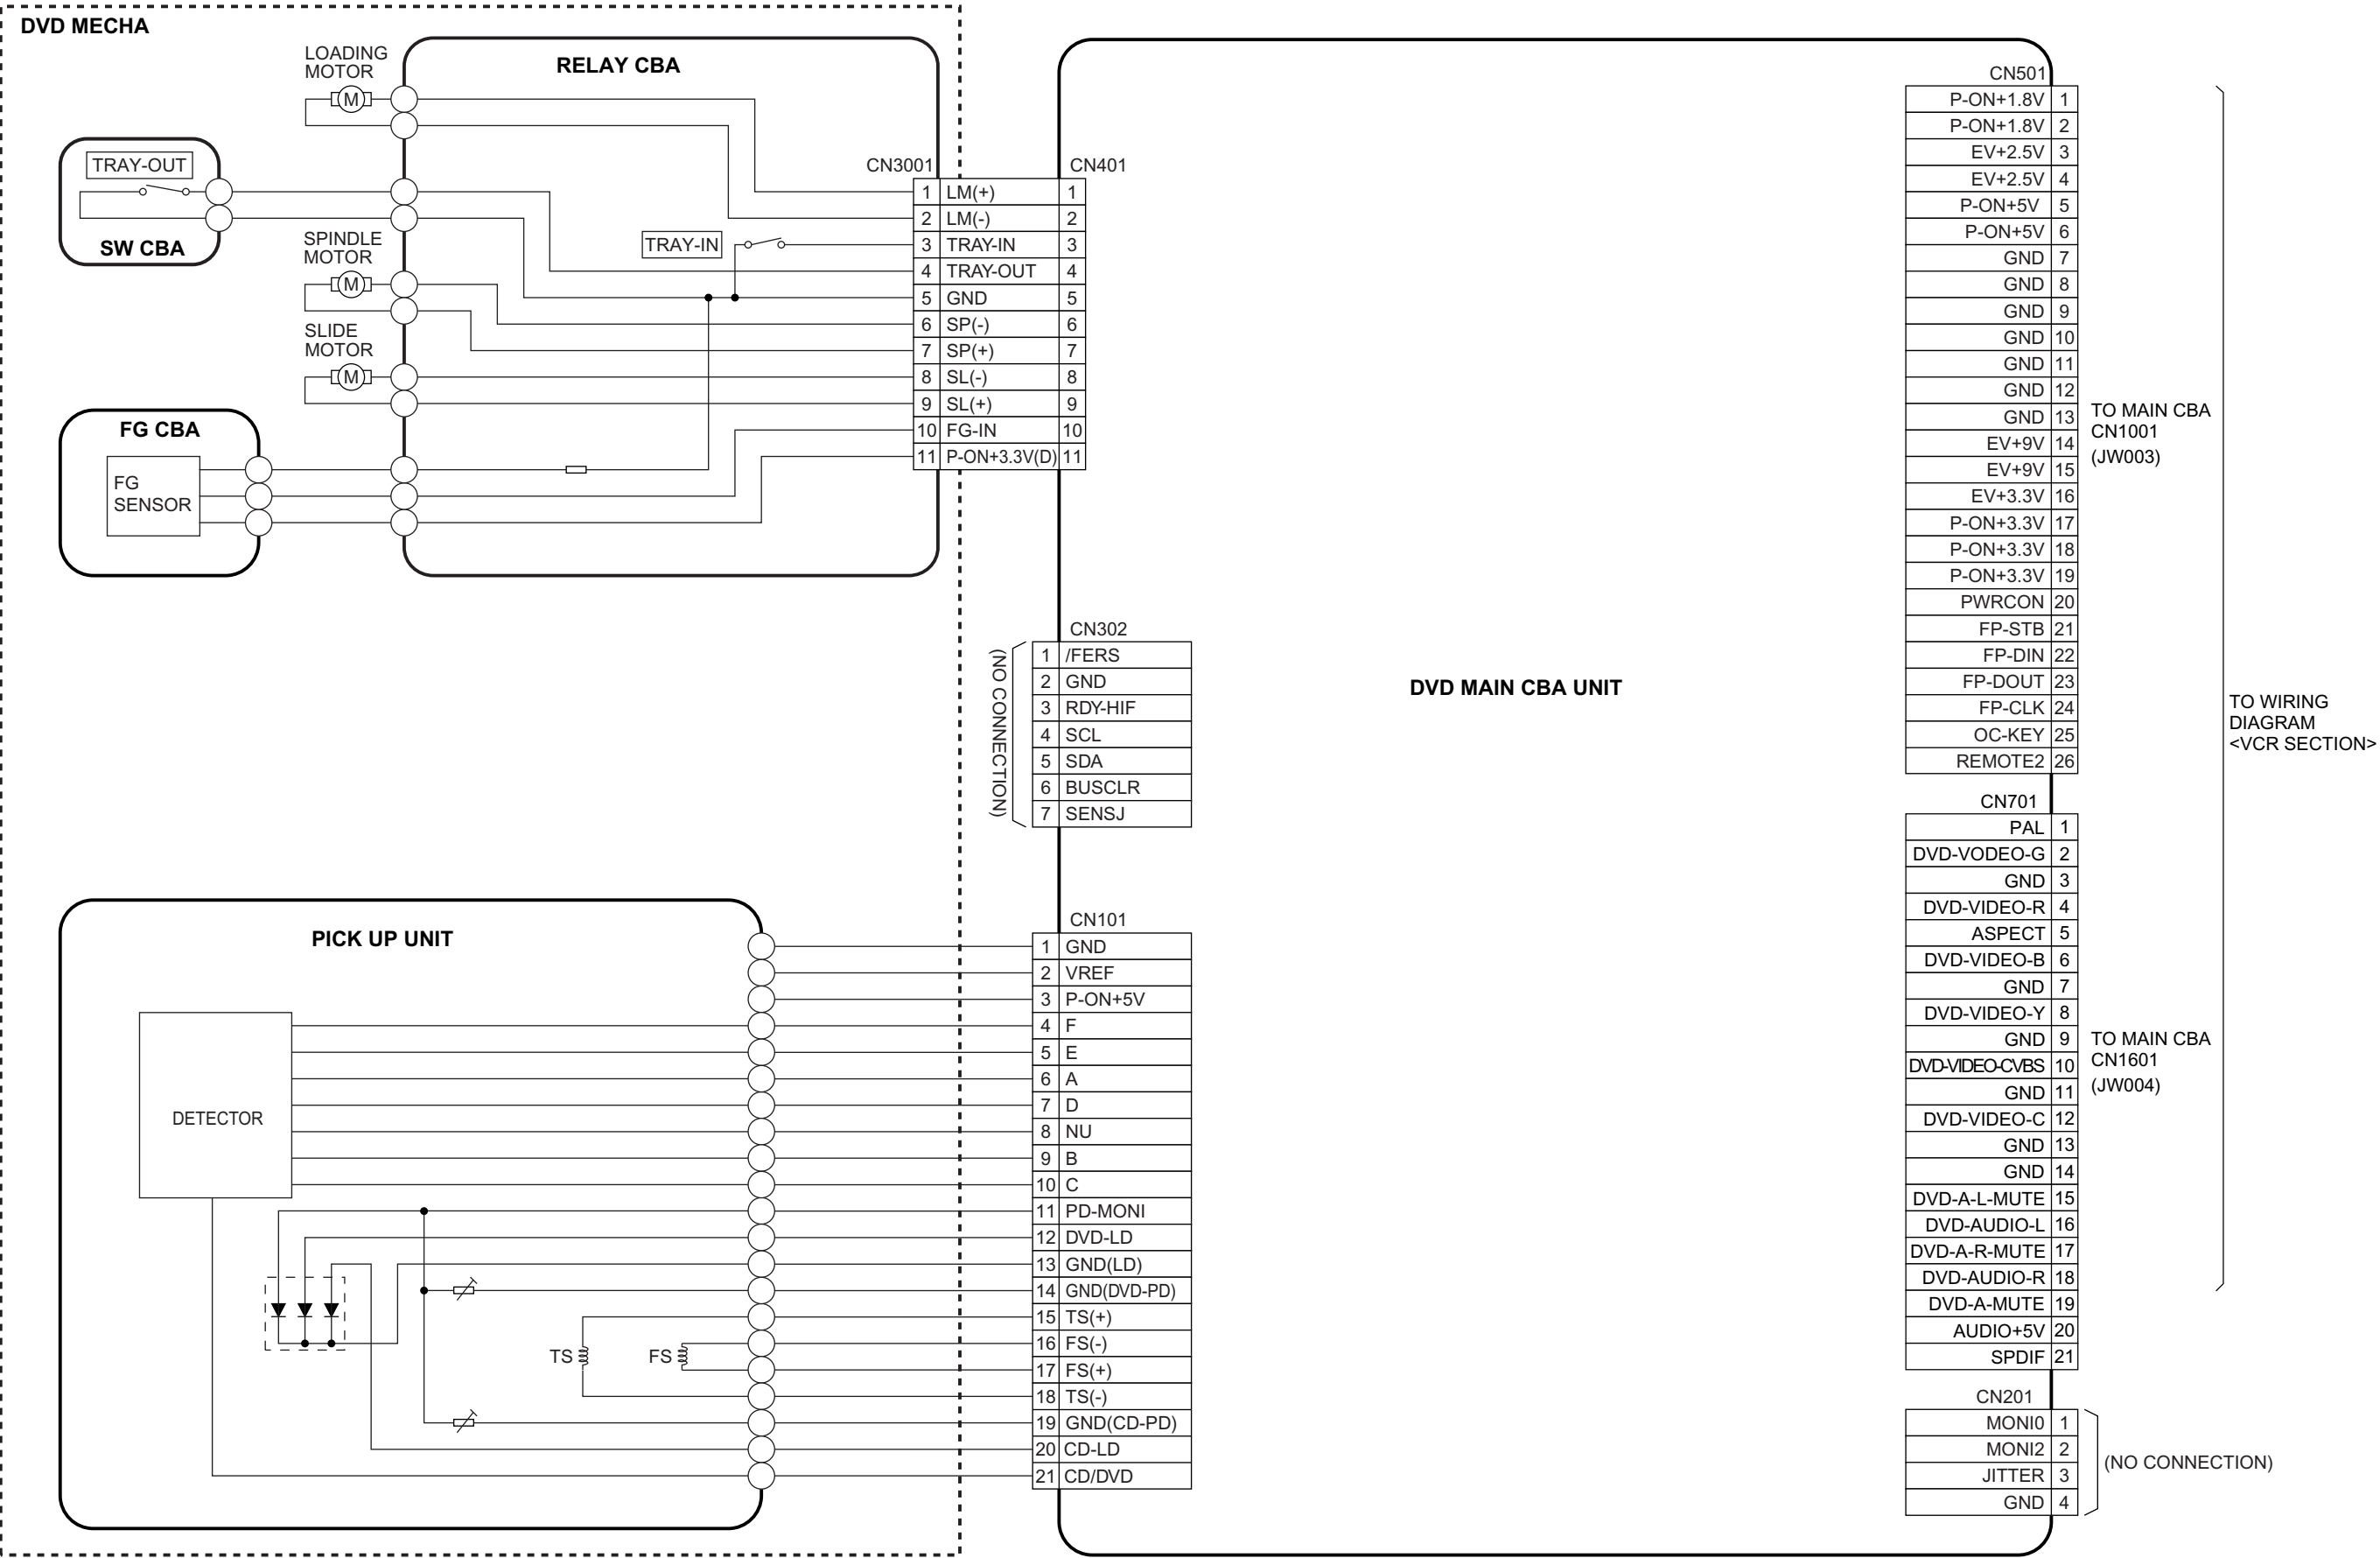 DVD MECHA
LOADING
MOTOR
M
RELAY CBA
TRAY-OUT
SW CBA
SPINDLE
MOTOR
M
SLIDE
MOTOR
M
FG CBA
FG
SENSOR
TRAY-IN
CN3001
CN401
1 LM(+) 1
2 LM(-) 2
3 TRAY-IN 3
4 TRAY-OUT 4
5 GND 5
6 SP(-) 6
7 SP(+) 7
8 SL(-) 8
9 SL(+) 9
10 FG-IN 10
11 P-ON+3.3V(D) 11
CN302
(NO CONNECTION)
1 /FERS
2 GND
3 RDY-HIF
4 SCL
5 SDA
6 BUSCLR
7 SENSJ
PICK UP UNIT
DETECTOR
TS
FS
CN101
1 GND
2 VREF
3 P-ON+5V
4 F
5 E
6 A
7 D
8 NU
9 B
10 C
11 PD-MONI
12 DVD-LD
13 GND(LD)
14 GND(DVD-PD)
15 TS(+)
16 FS(-)
17 FS(+)
18 TS(-)
19 GND(CD-PD)
20 CD-LD
21 CD/DVD
DVD MAIN CBA UNIT
CN501
P-ON+1.8V 1
P-ON+1.8V 2
EV+2.5V 3
EV+2.5V 4
P-ON+5V 5
P-ON+5V 6
GND 7
GND 8
GND 9
GND 10
GND 11
GND 12
GND 13
EV+9V 14
EV+9V 15
EV+3.3V 16
P-ON+3.3V 17
P-ON+3.3V 18
P-ON+3.3V 19
PWRCON 20
FP-STB 21
FP-DIN 22
FP-DOUT 23
FP-CLK 24
OC-KEY 25
REMOTE2 26
TO MAIN CBA
CN1001
(JW003)
CN701
PAL 1
DVD-VODEO-G 2
GND 3
DVD-VIDEO-R 4
ASPECT 5
DVD-VIDEO-B 6
GND 7
DVD-VIDEO-Y 8
GND 9
DVD-VIDEO-CVBS 10
GND 11
DVD-VIDEO-C 12
GND 13
GND 14
DVD-A-L-MUTE 15
DVD-AUDIO-L 16
DVD-A-R-MUTE 17
DVD-AUDIO-R 18
DVD-A-MUTE 19
AUDIO+5V 20
SPDIF 21
TO MAIN CBA
CN1601
(JW004)
TO WIRING
DIAGRAM
<VCR SECTION>
CN201
MONI0 1
MONI2 2
JITTER 3
GND 4
(NO CONNECTION)